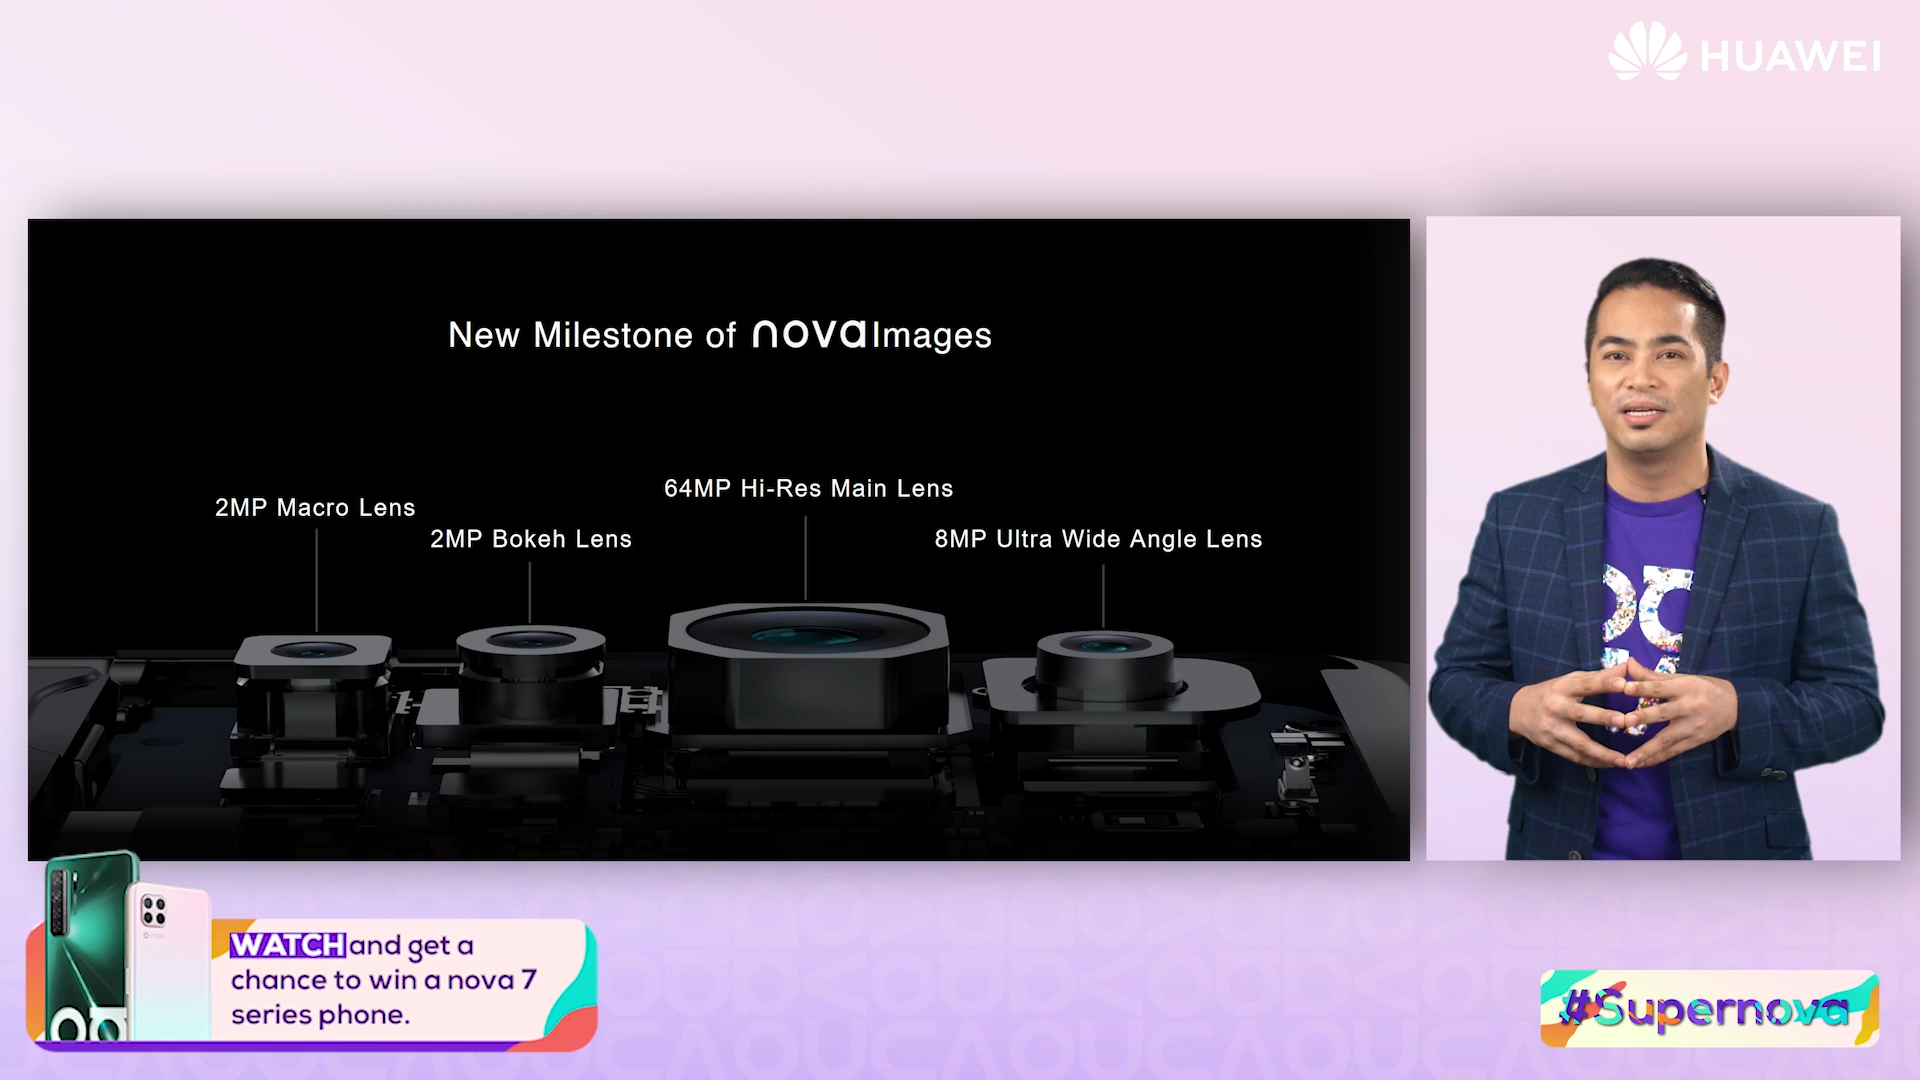 HUAWEI
New Milestone of nova Images
64MP Hi-Res Main Lens
2MP Macro Lens
2MP Bokeh Lens
8MP Ultra Wide Angle Lens
WATCH and get a
chance to win a nova 7
series phone.
#Supernova